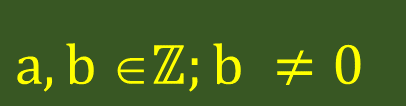 a, b ∈ℤ; b ≠ 0